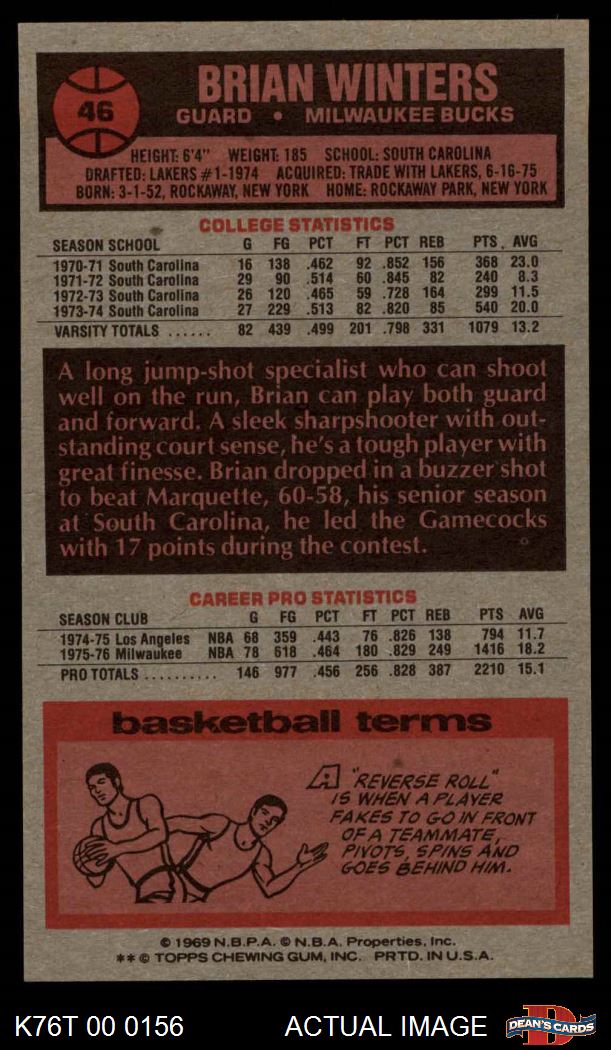 46
BRIAN WINTERS
GUARD • MILWAUKEE BUCKS
HEIGHT: 6'4" WEIGHT: 185 SCHOOL: SOUTH CAROLINA
DRAFTED: LAKERS #1-1974 ACQUIRED: TRADE WITH LAKERS, 6-16-75
BORN: 3-1-52, ROCKAWAY, NEW YORK HOME: ROCKAWAY PARK, NEW YORK
COLLEGE STATISTICS
SEASON SCHOOL G FG PCT FT PCT REB PTS. AVG
1970-71 South Carolina 16 138 .462 92 .852 156 368 23.0
1971-72 South Carolina 29 90 .514 60 .845 82 240 8.3
1972-73 South Carolina 26 120 .465 59 .728 164 299 11.5
1973-74 South Carolina 27 229 .513 82 .820 85 540 20.0
VARSITY TOTALS ...... 82 439 .499 201 .798 331 1079 13.2
A long jump-shot specialist who can shoot
well on the run, Brian can play both guard
and forward. A sleek sharpshooter with out-
standing court sense, he's a tough player with
great finesse. Brian dropped in a buzzer shot
to beat Marquette, 60-58, his senior season
at South Carolina, he led the Gamecocks
with 17 points during the contest.
CAREER PRO STATISTICS
SEASON CLUB G FG PCT FT PCT REB PTS AVG
1974-75 Los Angeles NBA 68 359 .443 76 .826 138 794 11.7
1975-76 Milwaukee NBA 78 618 .464 180 .829 249 1416 18.2
PRO TOTALS .......... 146 977 .456 256 .828 387 2210 15.1
basketball terms
A "REVERSE ROLL"
IS WHEN A PLAYER
FAKES TO GO IN FRONT
OF A TEAMMATE,
PIVOTS, SPINS AND
GOES BEHIND HIM.
© 1969 N.B.P.A. © N.B.A. Properties, Inc.
** © TOPPS CHEWING GUM, INC. PRTD. IN U.S.A.
K76T 00 0156 ACTUAL IMAGE
D
DEAN'S CARDS